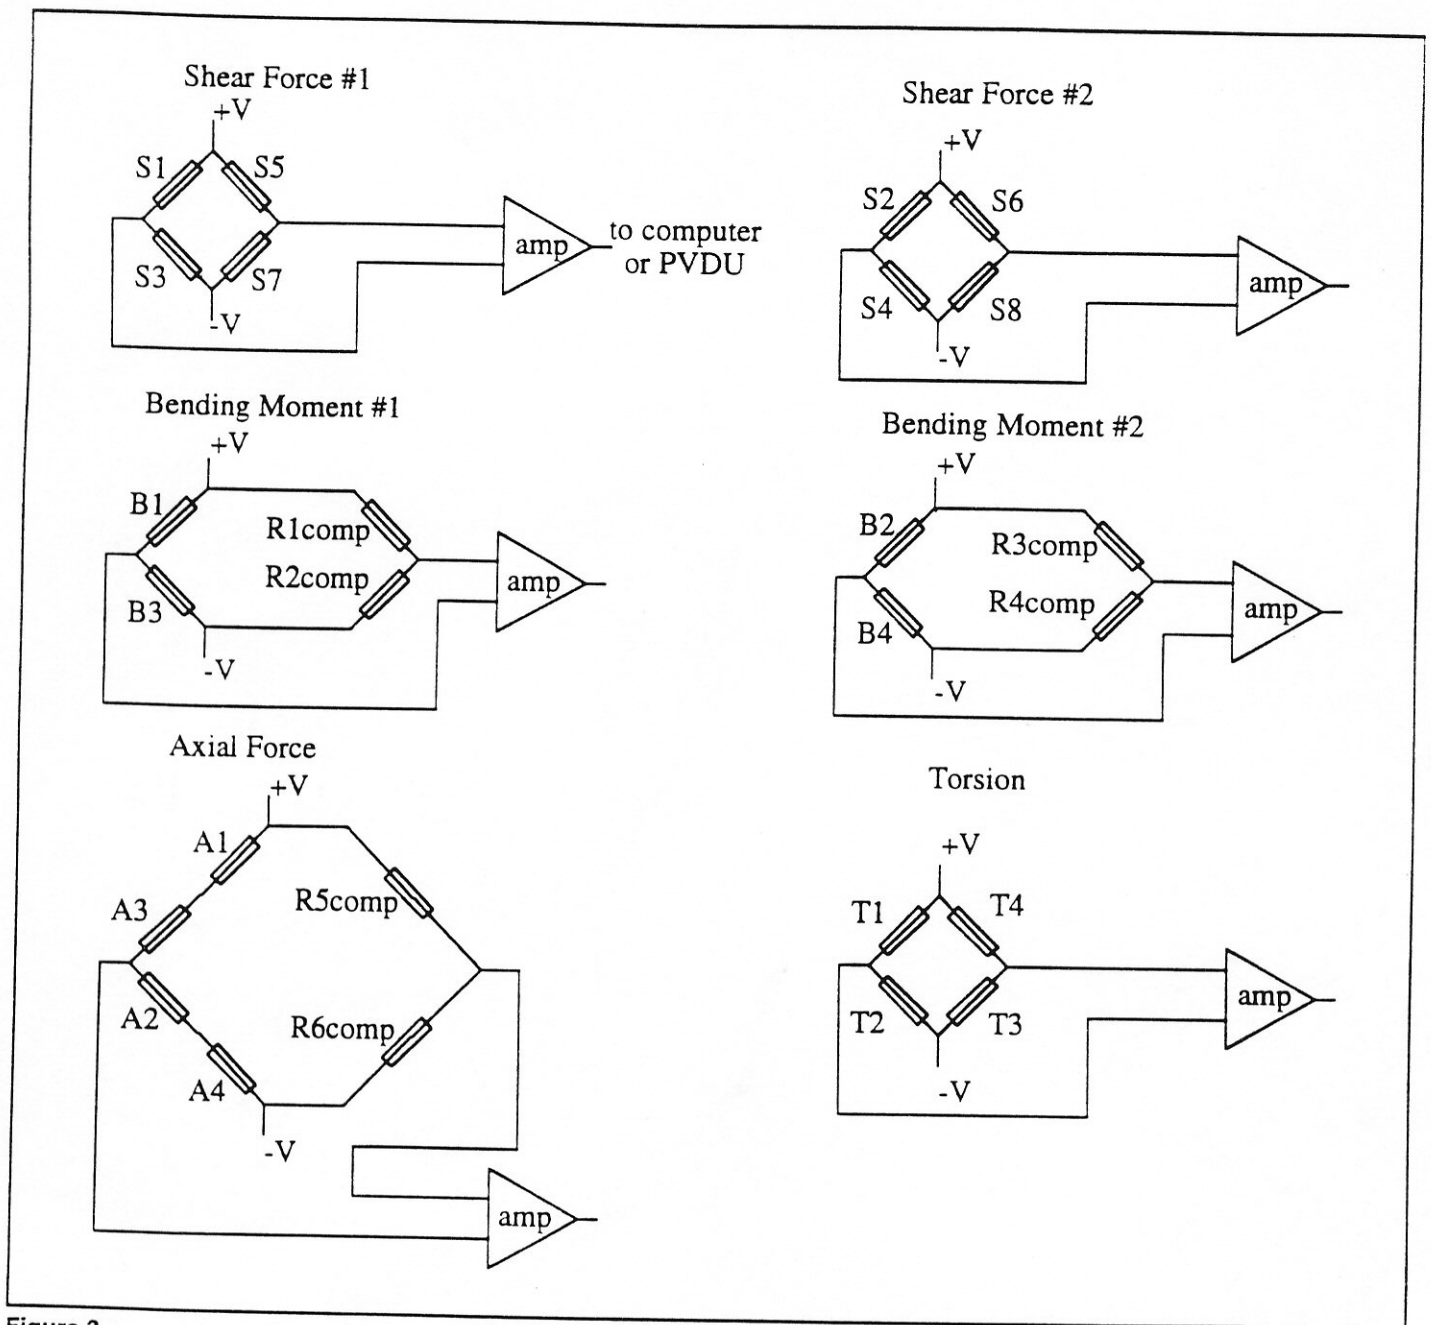 Shear Force #1
+V
S1
S5
S3
S7
-V
amp
to computer
or PVDU
Shear Force #2
+V
S2
S6
S4
S8
-V
amp
Bending Moment #1
+V
B1
R1comp
R2comp
B3
-V
amp
Bending Moment #2
+V
B2
R3comp
R4comp
B4
-V
amp
Axial Force
+V
A1
A3
R5comp
A2
R6comp
A4
-V
amp
Torsion
+V
T1
T4
T2
T3
-V
amp